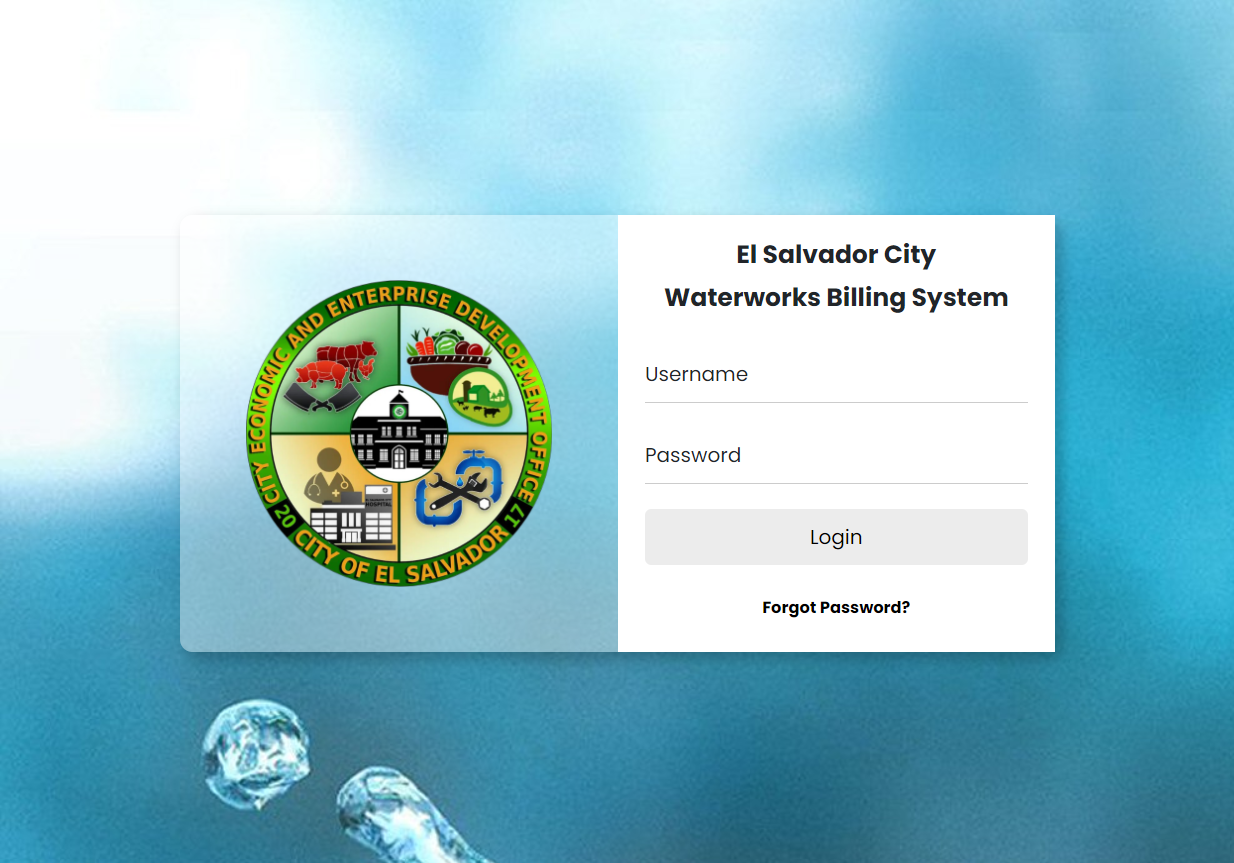 CITY ECONOMIC AND ENTERPRISE DEVELOPMENT OFFICE
HOSPITAL
20 17
CITY OF EL SALVADOR
El Salvador City
Waterworks Billing System
Username
Password
Login
Forgot Password?